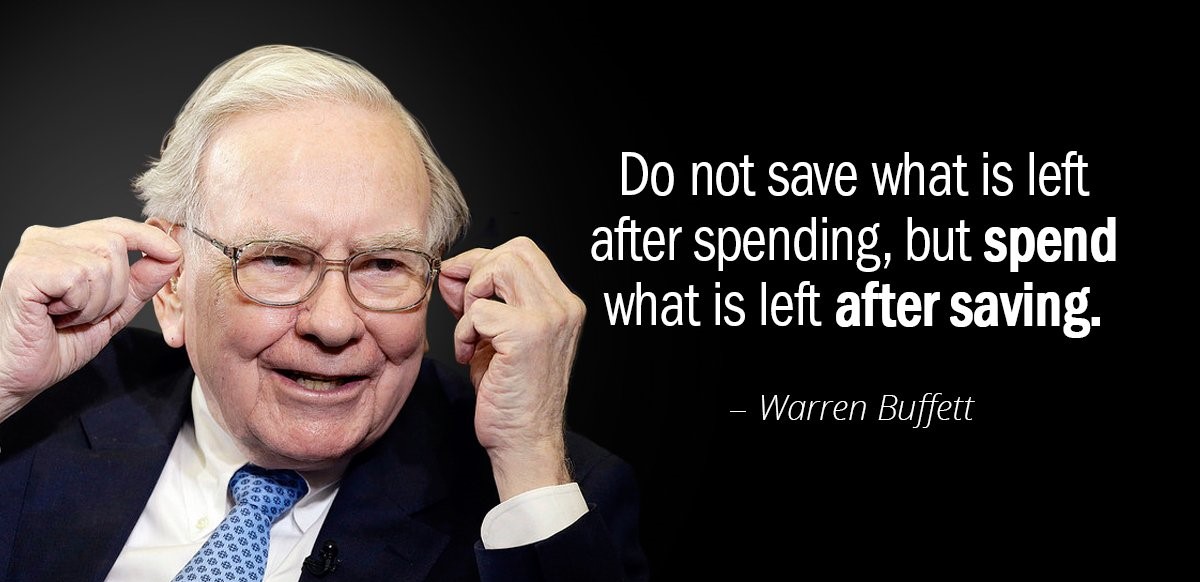 Do not save what is left
after spending, but spend
what is left after saving.
– Warren Buffett